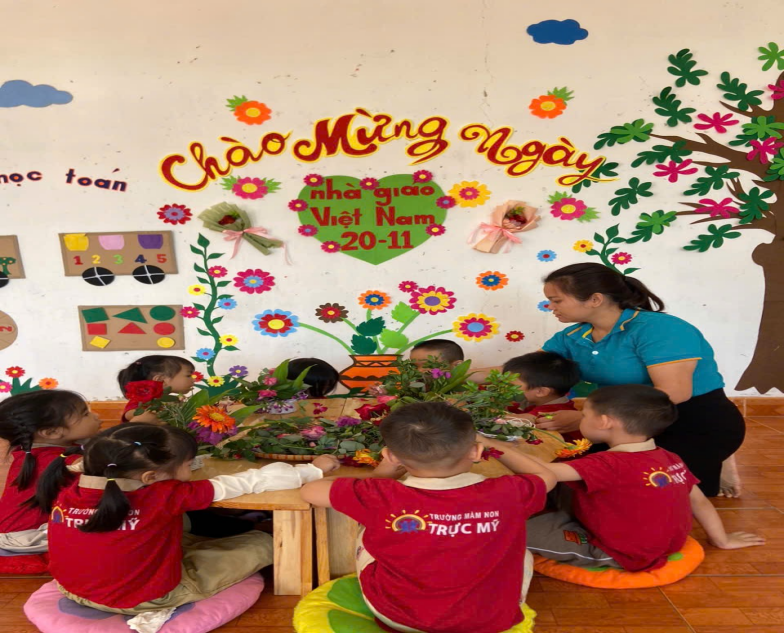 Chào Mừng Ngày
nhà giáo
Việt Nam
20-11
học toán
1 2 3 4 5
TRƯỜNG MẦM NON
TRỰC MỸ
TRƯỜNG MẦM NON
TRỰC MỸ